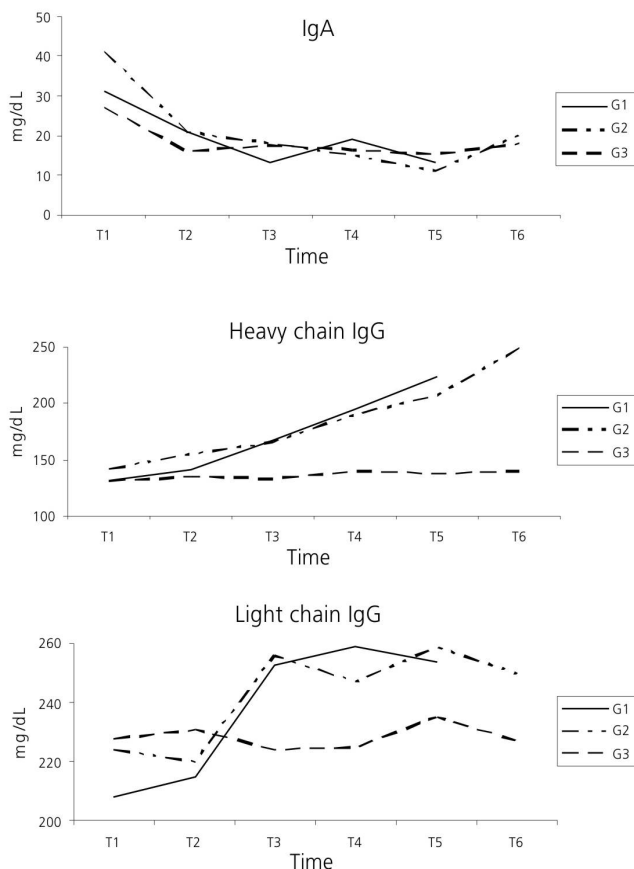 IgA
50
40
30
20
10
0
mg/dL
T1 T2 T3 T4 T5 T6
Time
G1
G2
G3
Heavy chain IgG
250
200
150
100
mg/dL
T1 T2 T3 T4 T5 T6
Time
G1
G2
G3
Light chain IgG
260
240
220
200
mg/dL
T1 T2 T3 T4 T5 T6
Time
G1
G2
G3